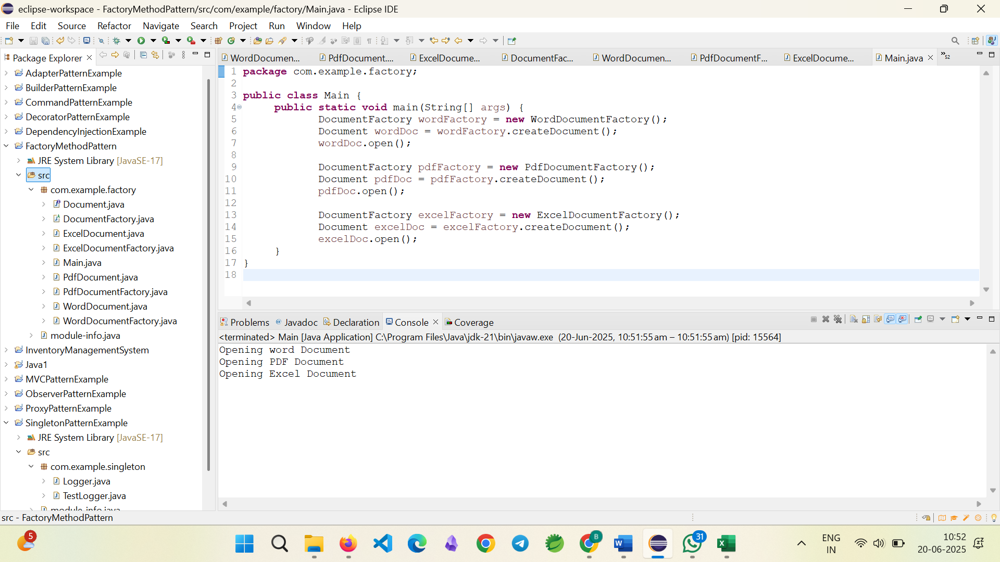 eclipse-workspace - FactoryMethodPattern/src/com/example/factory/Main.java - Eclipse IDE
File Edit Source Refactor Navigate Search Project Run Window Help
Package Explorer
AdapterPatternExample
BuilderPatternExample
CommandPatternExample
DecoratorPatternExample
DependencyInjectionExample
FactoryMethodPattern
JRE System Library [JavaSE-17]
src
com.example.factory
Document.java
DocumentFactory.java
ExcelDocument.java
ExcelDocumentFactory.java
Main.java
PdfDocument.java
PdfDocumentFactory.java
WordDocument.java
WordDocumentFactory.java
module-info.java
InventoryManagementSystem
Java1
MVCPatternExample
ObserverPatternExample
ProxyPatternExample
SingletonPatternExample
JRE System Library [JavaSE-17]
src
com.example.singleton
Logger.java
TestLogger.java
module-info.java
WordDocumen... PdfDocument.... ExcelDocume... DocumentFac... WordDocumen... PdfDocumentF... ExcelDocume... Main.java »52
1 package com.example.factory;
2
3 public class Main {
4 public static void main(String[] args) {
5 DocumentFactory wordFactory = new WordDocumentFactory();
6 Document wordDoc = wordFactory.createDocument();
7 wordDoc.open();
8
9 DocumentFactory pdfFactory = new PdfDocumentFactory();
10 Document pdfDoc = pdfFactory.createDocument();
11 pdfDoc.open();
12
13 DocumentFactory excelFactory = new ExcelDocumentFactory();
14 Document excelDoc = excelFactory.createDocument();
15 excelDoc.open();
16 }
17 }
18
Problems @ Javadoc Declaration Console Coverage
<terminated> Main [Java Application] C:\Program Files\Java\jdk-21\bin\javaw.exe (20-Jun-2025, 10:51:55 am – 10:51:55 am) [pid: 15564]
Opening word Document
Opening PDF Document
Opening Excel Document
src - FactoryMethodPattern
5
B
31
ENG
IN
10:52
20-06-2025